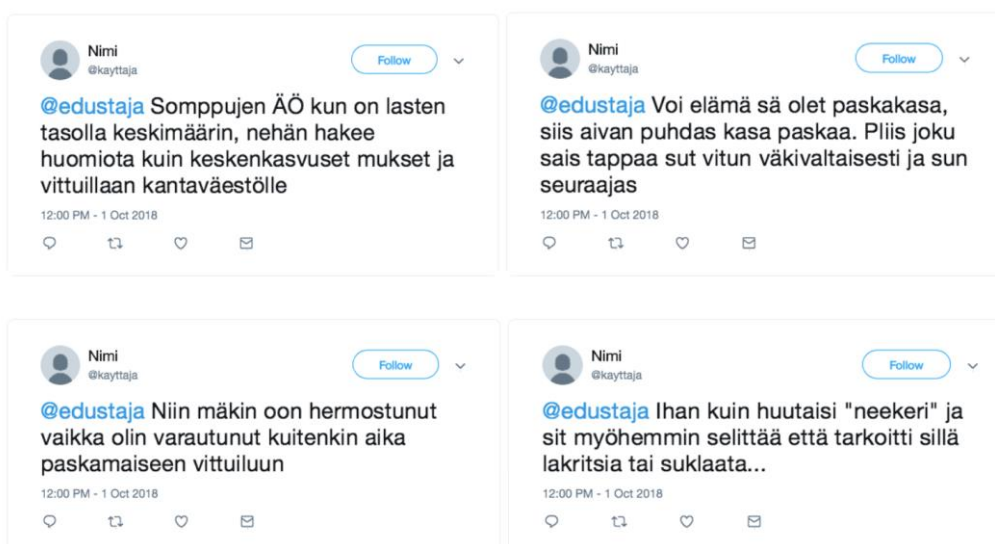 Nimi
@kayttaja
Follow
@edustaja Somppujen ÄÖ kun on lasten
tasolla keskimäärin, nehän hakee
huomiota kuin keskenkasvuset mukset ja
vittuillaan kantaväestölle
12:00 PM - 1 Oct 2018
Nimi
@kayttaja
Follow
@edustaja Voi elämä sä olet paskakasa,
siis aivan puhdas kasa paskaa. Pliis joku
sais tappaa sut vitun väkivaltaisesti ja sun
seuraajas
12:00 PM - 1 Oct 2018
Nimi
@kayttaja
Follow
@edustaja Niin mäkin oon hermostunut
vaikka olin varautunut kuitenkin aika
paskamaiseen vittuiluun
12:00 PM - 1 Oct 2018
Nimi
@kayttaja
Follow
@edustaja Ihan kuin huutaisi "neekeri" ja
sit myöhemmin selittää että tarkoitti sillä
lakritsia tai suklaata...
12:00 PM - 1 Oct 2018